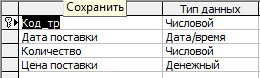 Сохранить
Тип данных
Код_тр Числовой
Дата поставки Дата/время
Количество Числовой
Цена поставки Денежный